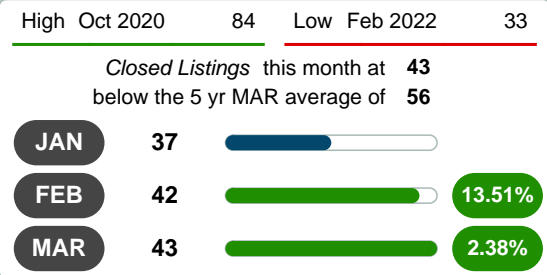 High Oct 2020 84 Low Feb 2022 33
Closed Listings this month at 43
below the 5 yr MAR average of 56
JAN 37
FEB 42 13.51%
MAR 43 2.38%